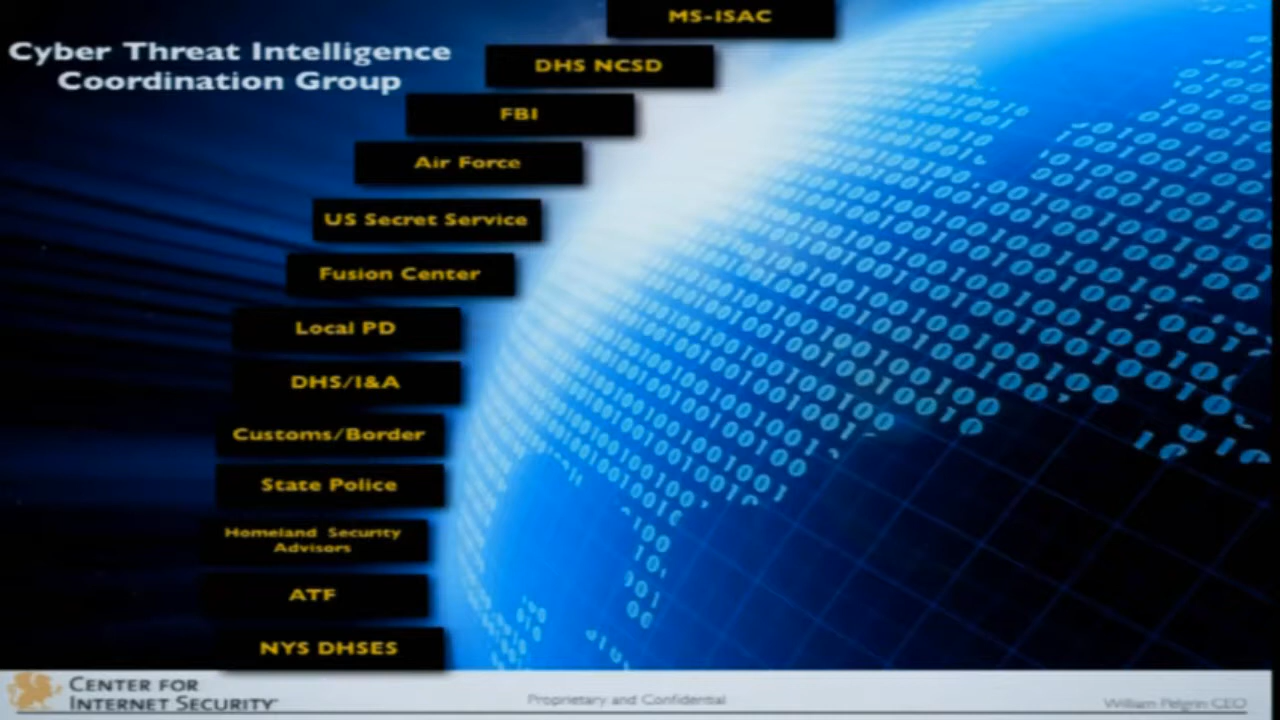 MS-ISAC
Cyber Threat Intelligence
Coordination Group
DHS NCSD
FBI
Air Force
US Secret Service
Fusion Center
Local PD
DHS/I&A
Customs/Border
State Police
Homeland Security
Advisors
ATF
NYS DHSES
CENTER FOR
INTERNET SECURITY
Proprietary and Confidential
William Pelgrin CEO